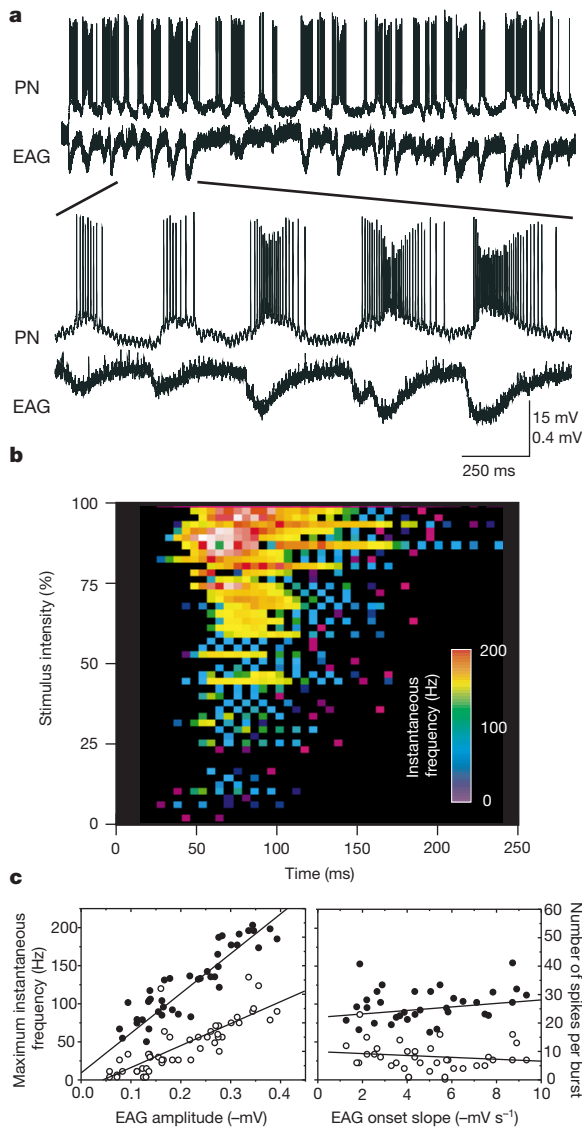 a
PN
EAG
PN
EAG
15 mV
0.4 mV
250 ms
b
100
75
50
25
0
Stimulus intensity (%)
Instantaneous
frequency (Hz)
200
100
0
0 50 100 150 200 250
Time (ms)
c
Maximum instantaneous
frequency (Hz)
200
150
100
50
0
0.0 0.1 0.2 0.3 0.4
EAG amplitude (–mV)
60
50
40
30
20
10
0
Number of spikes per burst
0 2 4 6 8 10
EAG onset slope (–mV s⁻¹)